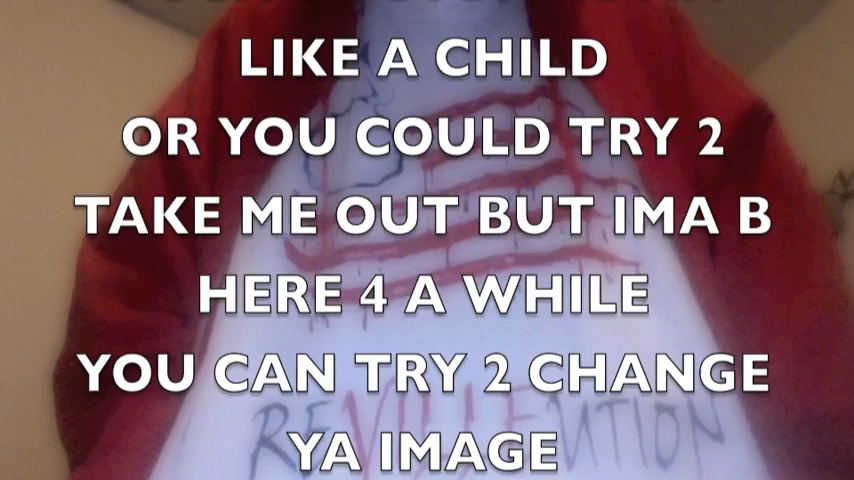 LIKE A CHILD
OR YOU COULD TRY 2
TAKE ME OUT BUT IMA B
HERE 4 A WHILE
YOU CAN TRY 2 CHANGE
YA IMAGE